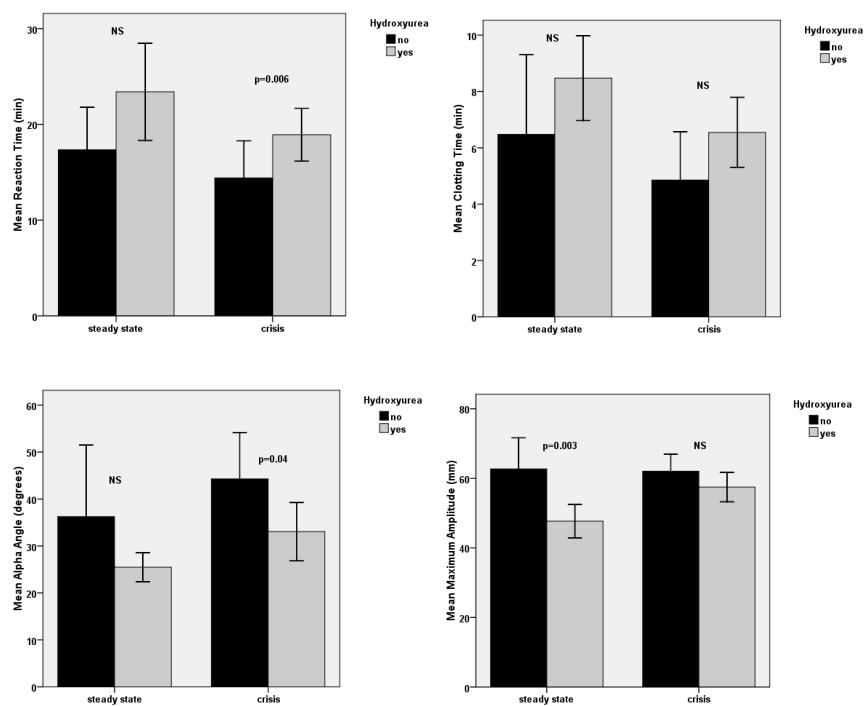 Hydroxyurea
no
yes
NS
p=0.006
Mean Reaction Time (min)
30
20
10
0
steady state
crisis
Hydroxyurea
no
yes
NS
NS
Mean Clotting Time (min)
10
8
6
4
2
0
steady state
crisis
Hydroxyurea
no
yes
NS
p=0.04
Mean Alpha Angle (degrees)
60
50
40
30
20
10
0
steady state
crisis
Hydroxyurea
no
yes
p=0.003
NS
Mean Maximum Amplitude (mm)
80
60
40
20
0
steady state
crisis